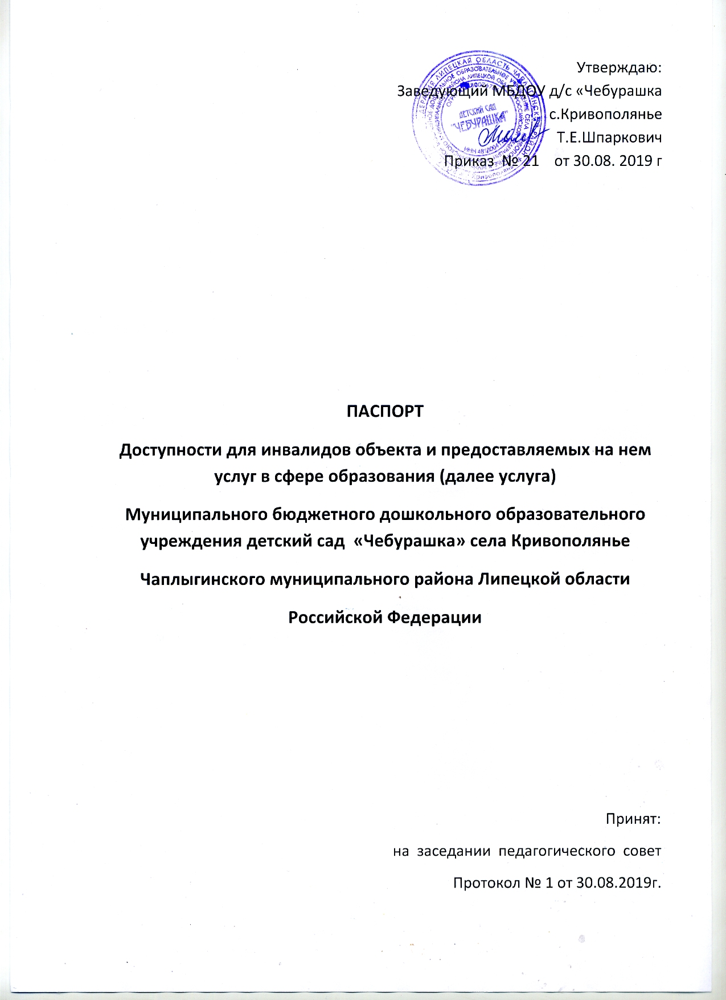 Утверждаю:
Заведующий МБДОУ д/с «Чебурашка
с.Кривополянье
Т.Е.Шпаркович
Приказ № 21 от 30.08. 2019 г
ДЕТСКИЙ САД
"ЧЕБУРАШКА"
ПАСПОРТ
Доступности для инвалидов объекта и предоставляемых на нем
услуг в сфере образования (далее услуга)
Муниципального бюджетного дошкольного образовательного
учреждения детский сад «Чебурашка» села Кривополянье
Чаплыгинского муниципального района Липецкой области
Российской Федерации
Принят:
на заседании педагогического совет
Протокол № 1 от 30.08.2019г.